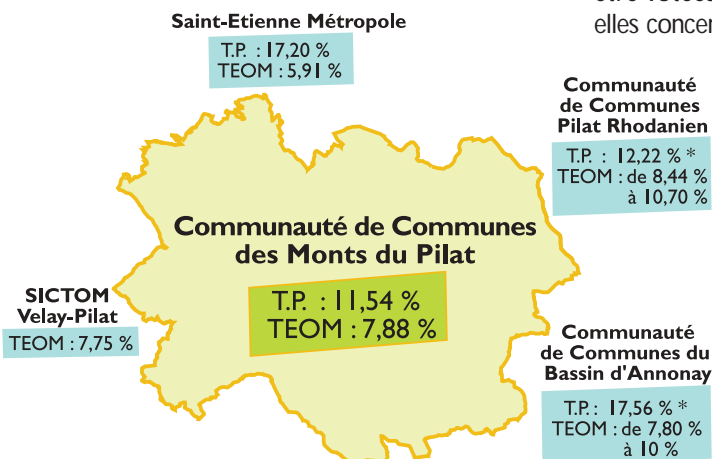 elles concer
Saint-Etienne Métropole
T.P. : 17,20 %
TEOM : 5,91 %
Communauté
de Communes
Pilat Rhodanien
T.P. : 12,22 % *
TEOM : de 8,44 %
à 10,70 %
Communauté de Communes
des Monts du Pilat
T.P. : 11,54 %
TEOM : 7,88 %
SICTOM
Velay-Pilat
TEOM : 7,75 %
Communauté
de Communes du
Bassin d'Annonay
T.P. : 17,56 % *
TEOM : de 7,80 %
à 10 %